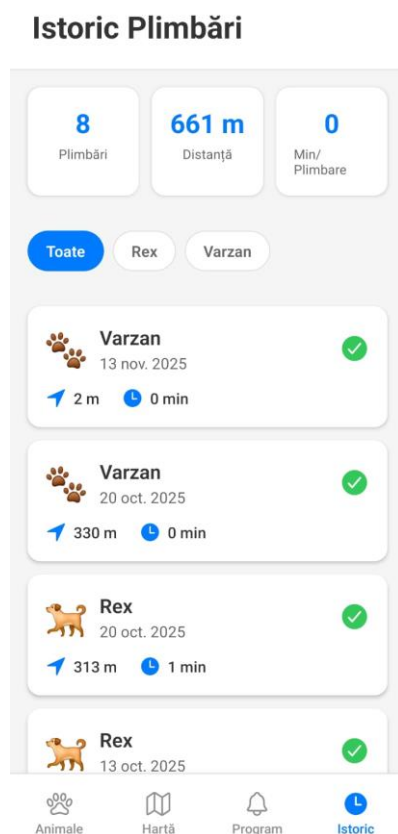 Istoric Plimbări
8
Plimbări
661 m
Distanță
0
Min/
Plimbare
Toate
Rex
Varzan
Varzan
13 nov. 2025
2 m
0 min
Varzan
20 oct. 2025
330 m
0 min
Rex
20 oct. 2025
313 m
1 min
Rex
13 oct. 2025
Animale
Hartă
Program
Istoric